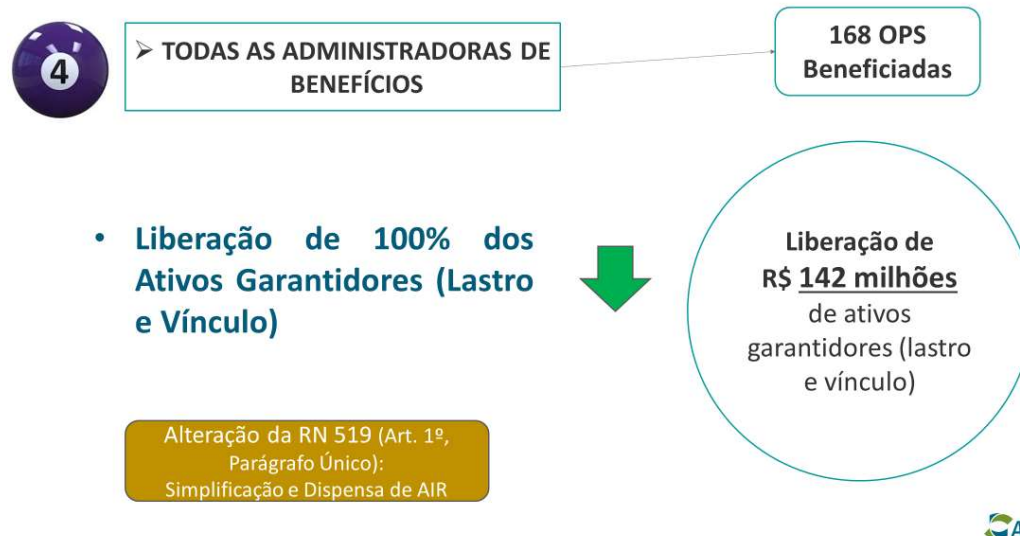 4
➢ TODAS AS ADMINISTRADORAS DE
BENEFÍCIOS
168 OPS
Beneficiadas
• Liberação de 100% dos
Ativos Garantidores (Lastro
e Vínculo)
Liberação de
R$ 142 milhões
de ativos
garantidores (lastro
e vínculo)
Alteração da RN 519 (Art. 1º,
Parágrafo Único):
Simplificação e Dispensa de AIR